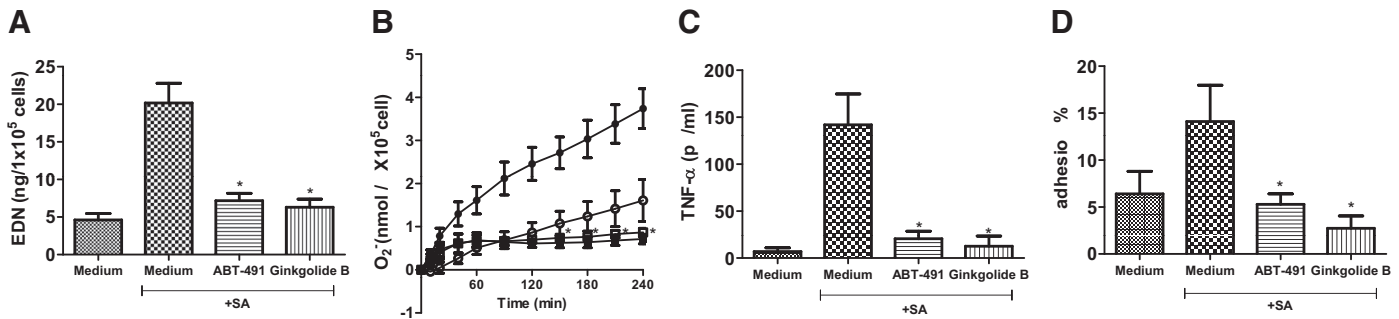 A
EDN (ng/1x10⁵ cells)
25
20
15
10
5
0
*
*
Medium
Medium
ABT-491
Ginkgolide B
+SA
B
O₂⁻ (nmol / X10⁵cell)
5
4
3
2
1
0
-1
* * * *
60
120
180
240
Time (min)
C
TNF-α (p /ml)
200
150
100
50
0
*
*
Medium
Medium
ABT-491
Ginkgolide B
+SA
D
adhesio %
20
15
10
5
0
*
*
Medium
Medium
ABT-491
Ginkgolide B
+SA